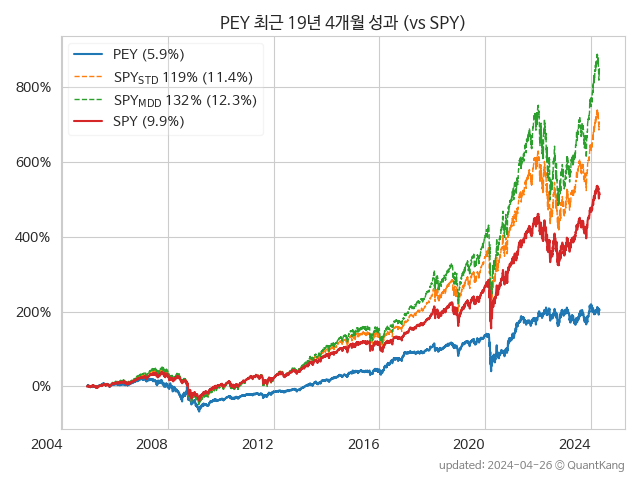 PEY 최근 19년 4개월 성과 (vs SPY)
PEY (5.9%)
SPY_STD 119% (11.4%)
SPY_MDD 132% (12.3%)
SPY (9.9%)
800%
600%
400%
200%
0%
2004 2008 2012 2016 2020 2024
updated: 2024-04-26 © QuantKang